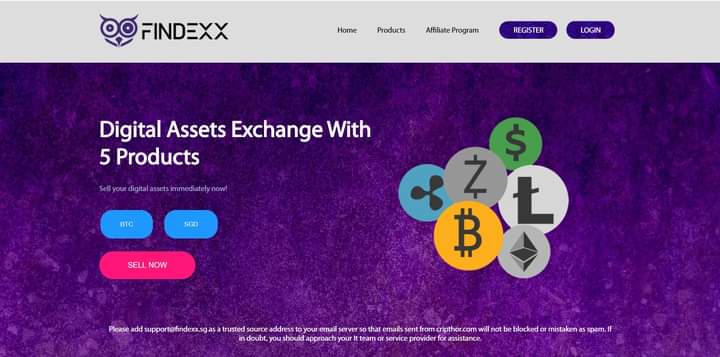 FINDEXX
Home
Products
Affiliate Program
REGISTER
LOGIN
Digital Assets Exchange With
5 Products
Sell your digital assets immediately now!
BTC
SGD
SELL NOW
Please add support@findexx.sg as a trusted source address to your email server so that emails sent from cripthor.com will not be blocked or mistaken as spam. If
in doubt, you should approach your It team or service provider for assistance.